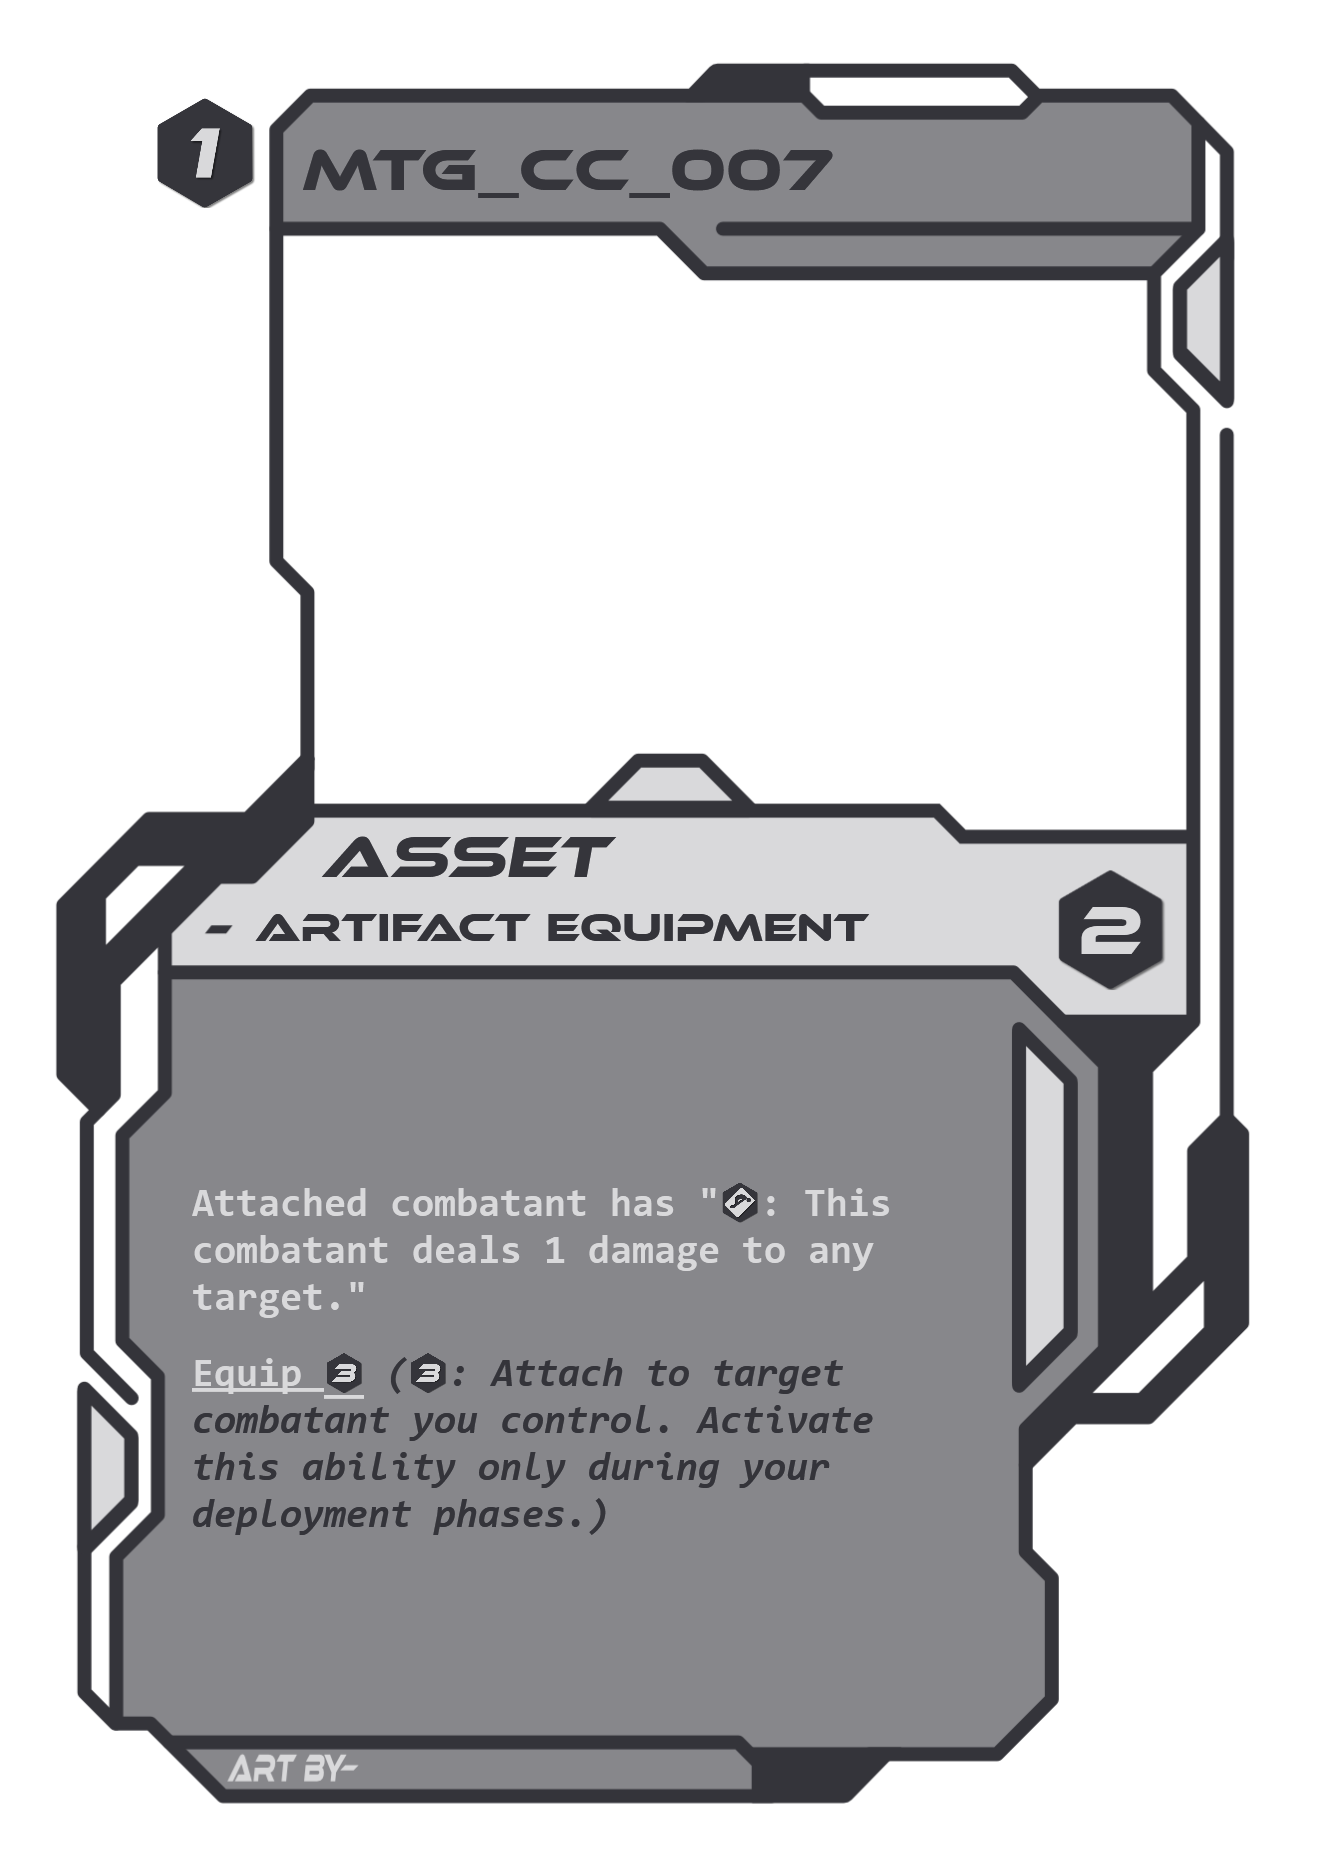 1
MTG_CC_007
ASSET
- ARTIFACT EQUIPMENT
2
Attached combatant has ": This
combatant deals 1 damage to any
target."
Equip 3 (3: Attach to target
combatant you control. Activate
this ability only during your
deployment phases.)
ART BY-